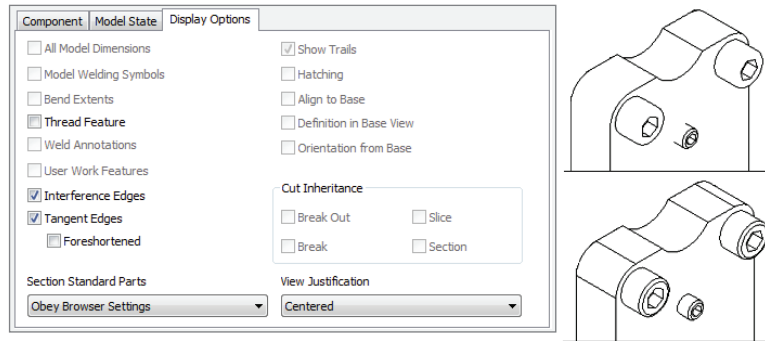 Component Model State Display Options
All Model Dimensions
Model Welding Symbols
Bend Extents
Thread Feature
Weld Annotations
User Work Features
Interference Edges
Tangent Edges
Foreshortened
Show Trails
Hatching
Align to Base
Definition in Base View
Orientation from Base
Cut Inheritance
Break Out Slice
Break Section
Section Standard Parts
Obey Browser Settings
View Justification
Centered